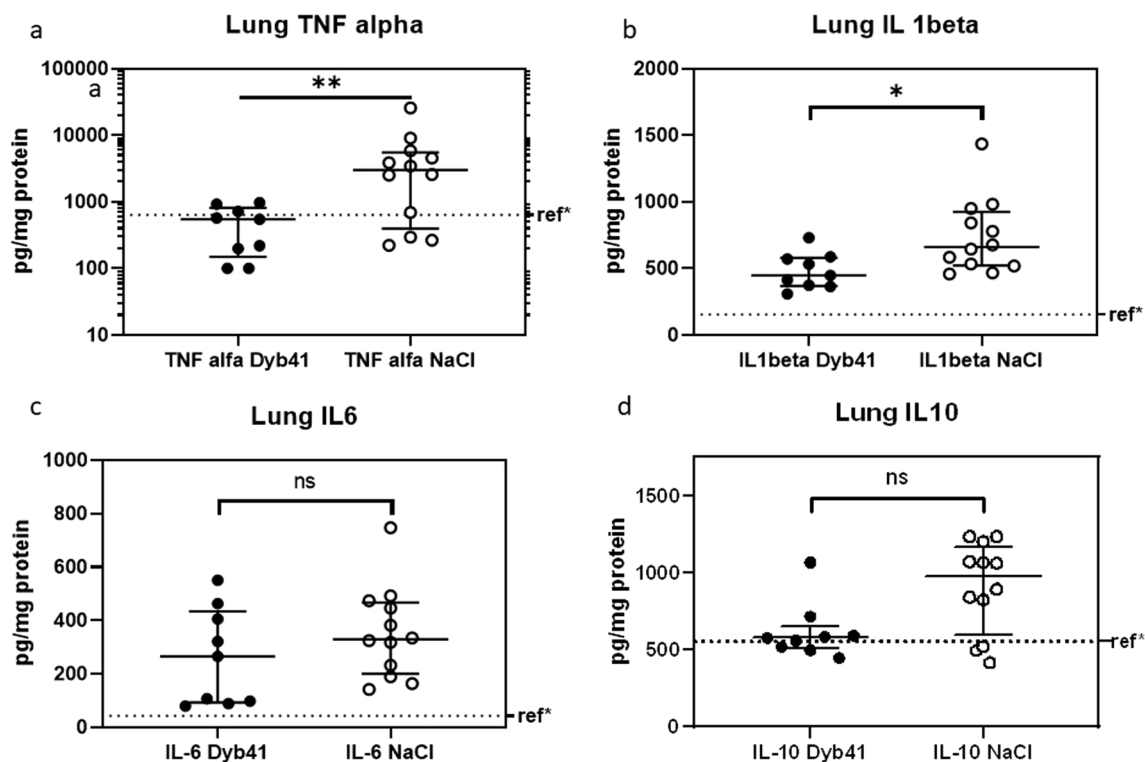 a
Lung TNF alpha
a
**
pg/mg protein
100000
10000
1000
100
10
ref*
TNF alfa Dyb41
TNF alfa NaCl
b
Lung IL 1beta
*
pg/mg protein
2000
1500
1000
500
0
ref*
IL1beta Dyb41
IL1beta NaCl
c
Lung IL6
ns
pg/mg protein
1000
800
600
400
200
0
ref*
IL-6 Dyb41
IL-6 NaCl
d
Lung IL10
ns
pg/mg protein
1500
1000
500
0
ref*
IL-10 Dyb41
IL-10 NaCl